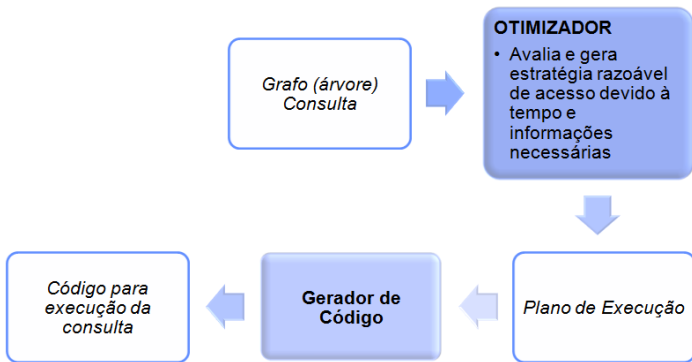 Grafo (árvore)
Consulta
OTIMIZADOR
• Avalia e gera
estratégia razoável
de acesso devido à
tempo e
informações
necessárias
Código para
execução da
consulta
Gerador de
Código
Plano de Execução